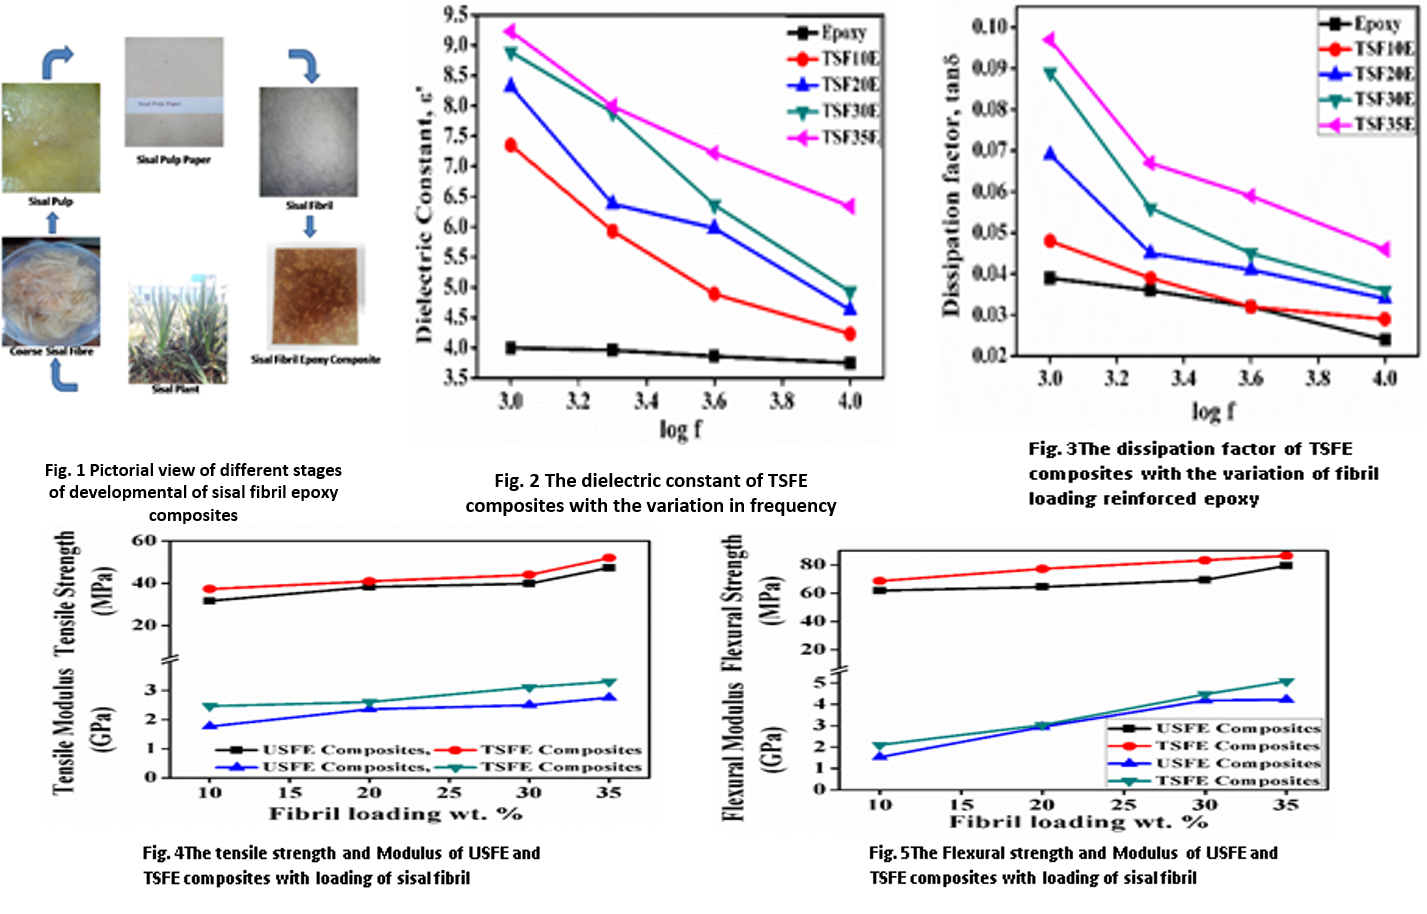 Sisal Pulp Paper
Sisal Pulp Paper
Sisal Pulp
Sisal Fibril
Coarse Sisal Fibre
Sisal Plant
Sisal Fibril Epoxy Composite
Fig. 1 Pictorial view of different stages
of developmental of sisal fibril epoxy
composites
Dielectric Constant, ε'
9.5
9.0
8.5
8.0
7.5
7.0
6.5
6.0
5.5
5.0
4.5
4.0
3.5
Epoxy
TSF10E
TSF20E
TSF30E
TSF35E
3.0 3.2 3.4 3.6 3.8 4.0
log f
Fig. 2 The dielectric constant of TSFE
composites with the variation in frequency
Dissipation factor, tanδ
0.10
0.09
0.08
0.07
0.06
0.05
0.04
0.03
0.02
Epoxy
TSF10E
TSF20E
TSF30E
TSF35E
3.0 3.2 3.4 3.6 3.8 4.0
log f
Fig. 3The dissipation factor of TSFE
composites with the variation of fibril
loading reinforced epoxy
Tensile Modulus Tensile Strength
(GPa) (MPa)
60
40
20
3
2
1
0
USFE Composites, TSFE Composites
USFE Composites, TSFE Composites
10 15 20 25 30 35
Fibril loading wt. %
Fig. 4The tensile strength and Modulus of USFE and
TSFE composites with loading of sisal fibril
Flexural Modulus Flexural Strength
(GPa) (MPa)
80
60
40
20
5
4
3
2
1
0
USFE Composites
TSFE Composites
USFE Composites
TSFE Composites
10 15 20 25 30 35
Fibril loading wt. %
Fig. 5The Flexural strength and Modulus of USFE and
TSFE composites with loading of sisal fibril